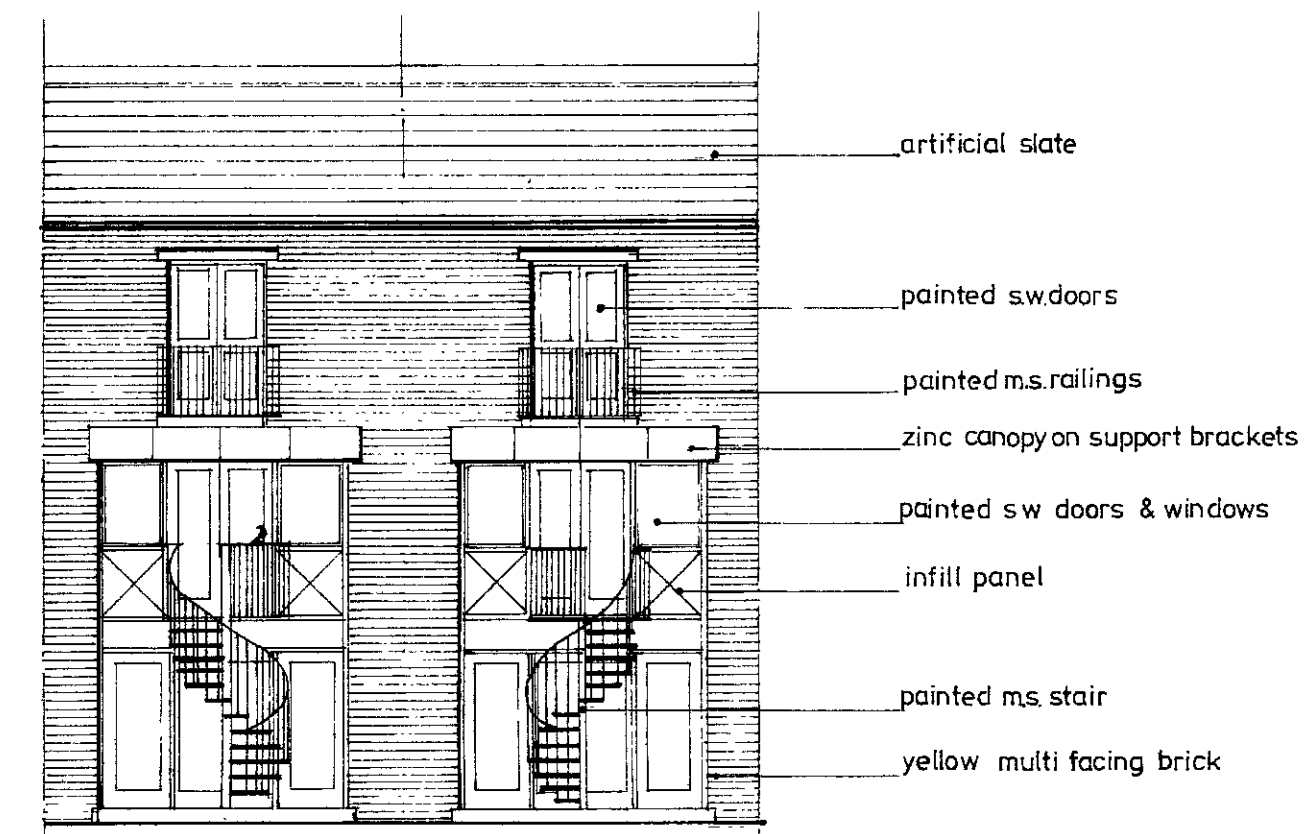 artificial slate
painted s.w.doors
painted m.s.railings
zinc canopy on support brackets
painted s w doors & windows
infill panel
painted m.s. stair
yellow multi facing brick